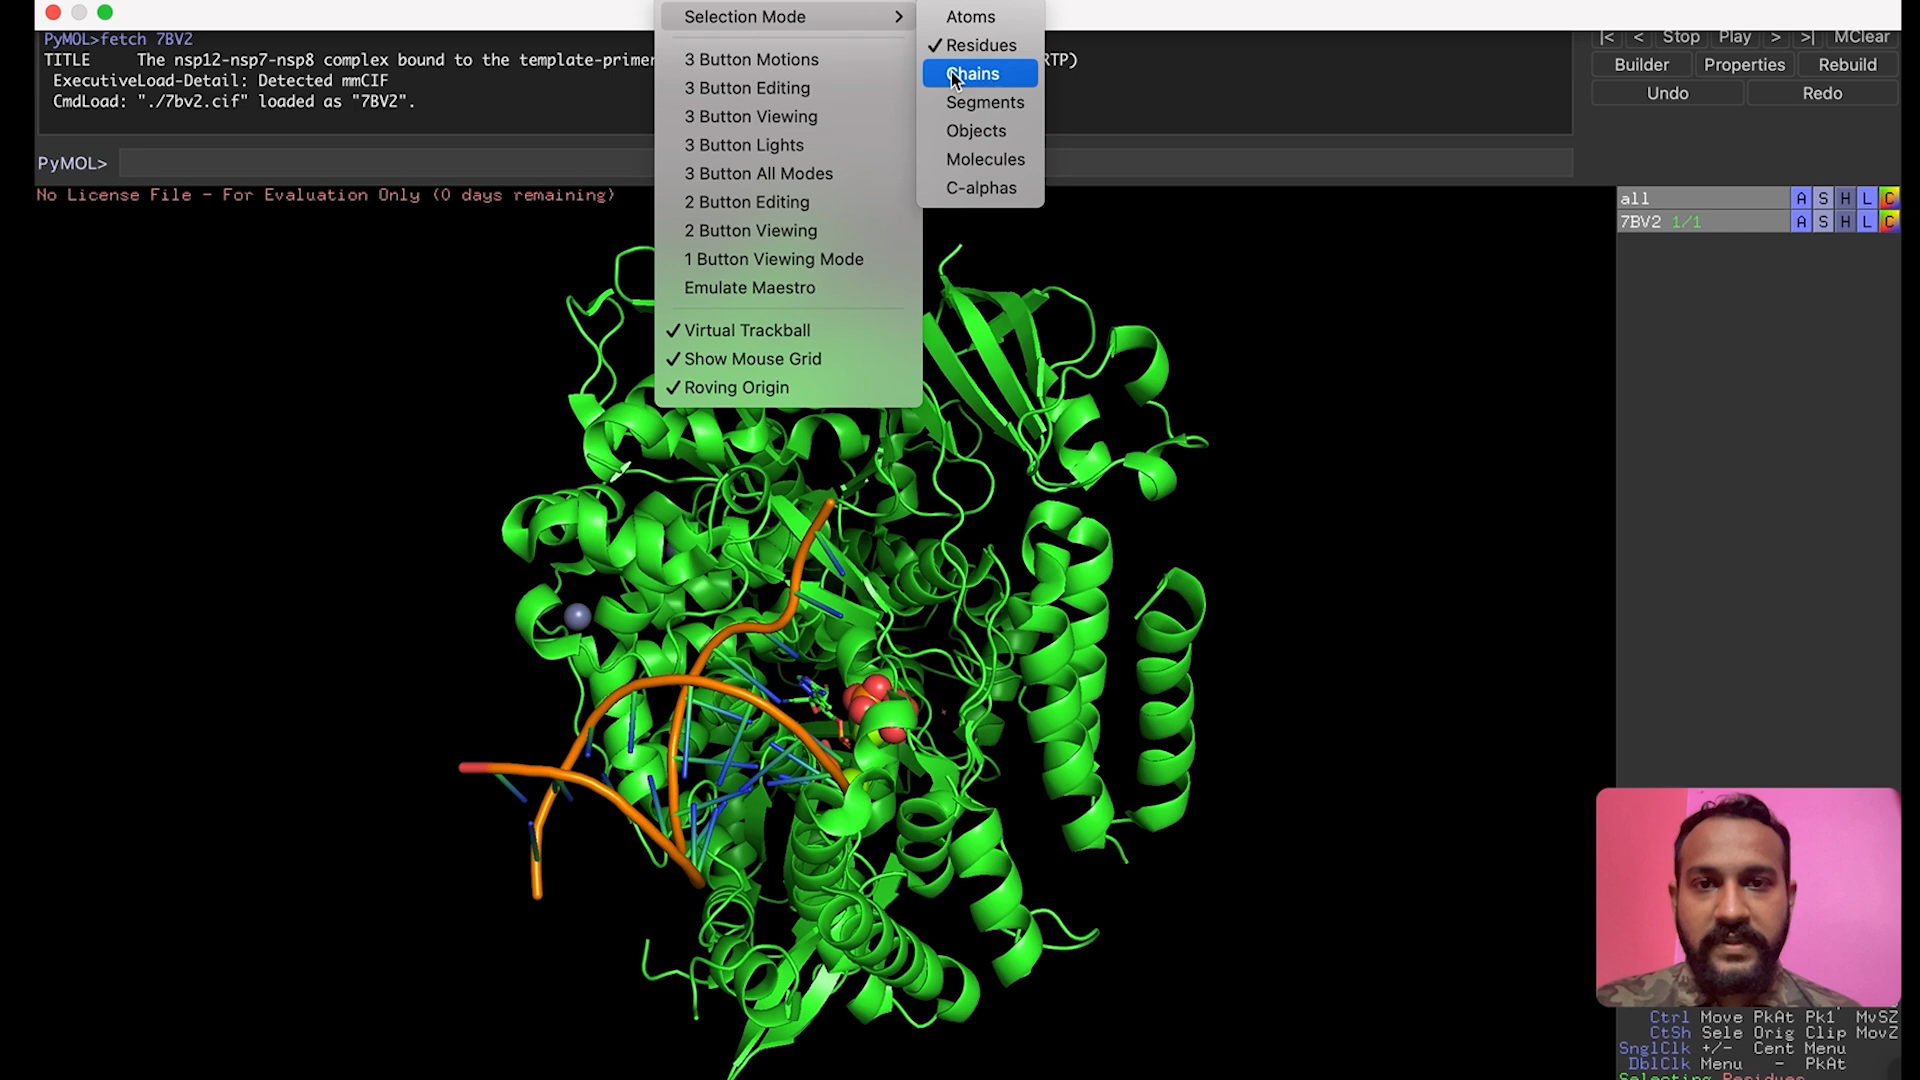 PyMOL>fetch 7BV2
TITLE     The nsp12-nsp7-nsp8 complex bound to the template-primer
RTP)
ExecutiveLoad-Detail: Detected mmCIF
CmdLoad: "./7bv2.cif" loaded as "7BV2".
PyMOL>
No License File - For Evaluation Only (0 days remaining)
Selection Mode
3 Button Motions
3 Button Editing
3 Button Viewing
3 Button Lights
3 Button All Modes
2 Button Editing
2 Button Viewing
1 Button Viewing Mode
Emulate Maestro
Virtual Trackball
Show Mouse Grid
Roving Origin
Atoms
Residues
Chains
Segments
Objects
Molecules
C-alphas
|< < Stop Play > >| MClear
Builder Properties Rebuild
Undo Redo
all A S H L C
7BV2 1/1 A S H L C
Ctrl Move PkAt Pk1 MvSZ
CtSh Sele Orig Clip MovZ
SnglClk +/- Cent Menu
DblClk Menu - PkAt
Selecting Residues